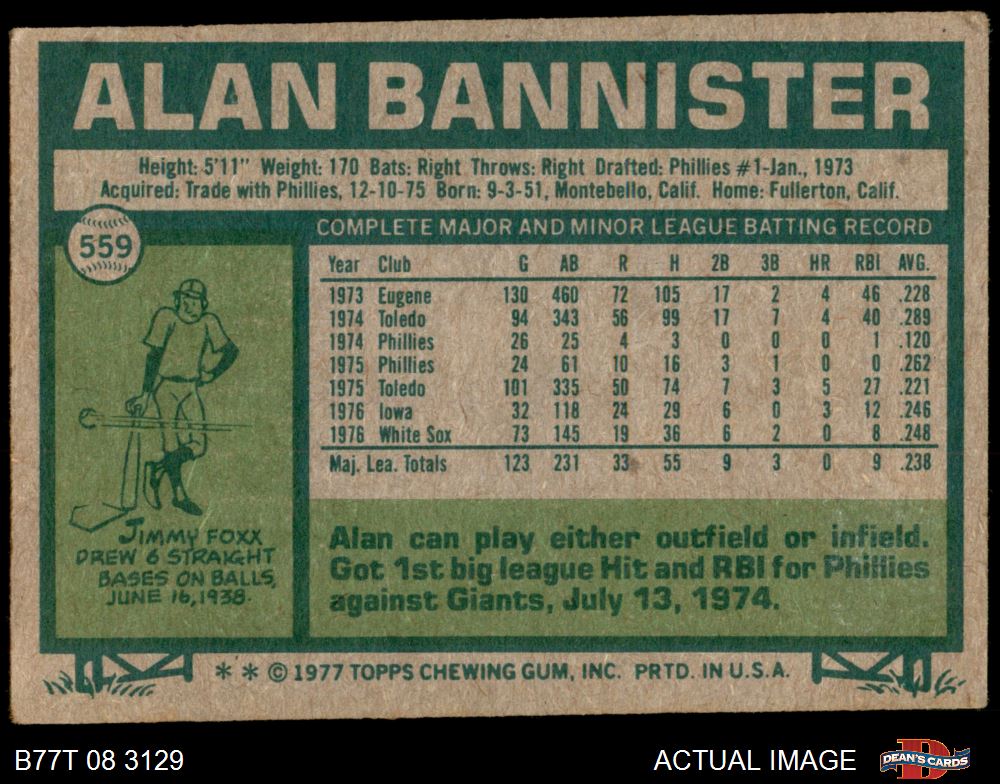 ALAN BANNISTER
Height: 5'11" Weight: 170 Bats: Right Throws: Right Drafted: Phillies #1-Jan., 1973
Acquired: Trade with Phillies, 12-10-75 Born: 9-3-51, Montebello, Calif. Home: Fullerton, Calif.
559
COMPLETE MAJOR AND MINOR LEAGUE BATTING RECORD
Year Club G AB R H 2B 3B HR RBI AVG.
1973 Eugene 130 460 72 105 17 2 4 46 .228
1974 Toledo 94 343 56 99 17 7 4 40 .289
1974 Phillies 26 25 4 3 0 0 0 1 .120
1975 Phillies 24 61 10 16 3 1 0 0 .262
1975 Toledo 101 335 50 74 7 3 5 27 .221
1976 Iowa 32 118 24 29 6 0 3 12 .246
1976 White Sox 73 145 19 36 6 2 0 8 .248
Maj. Lea. Totals 123 231 33 55 9 3 0 9 .238
JIMMY FOXX
DREW 6 STRAIGHT
BASES ON BALLS,
JUNE 16, 1938.
Alan can play either outfield or infield.
Got 1st big league Hit and RBI for Phillies
against Giants, July 13, 1974.
* * © 1977 TOPPS CHEWING GUM, INC. PRTD. IN U.S.A.
B77T 08 3129
ACTUAL IMAGE
DEAN'S CARDS